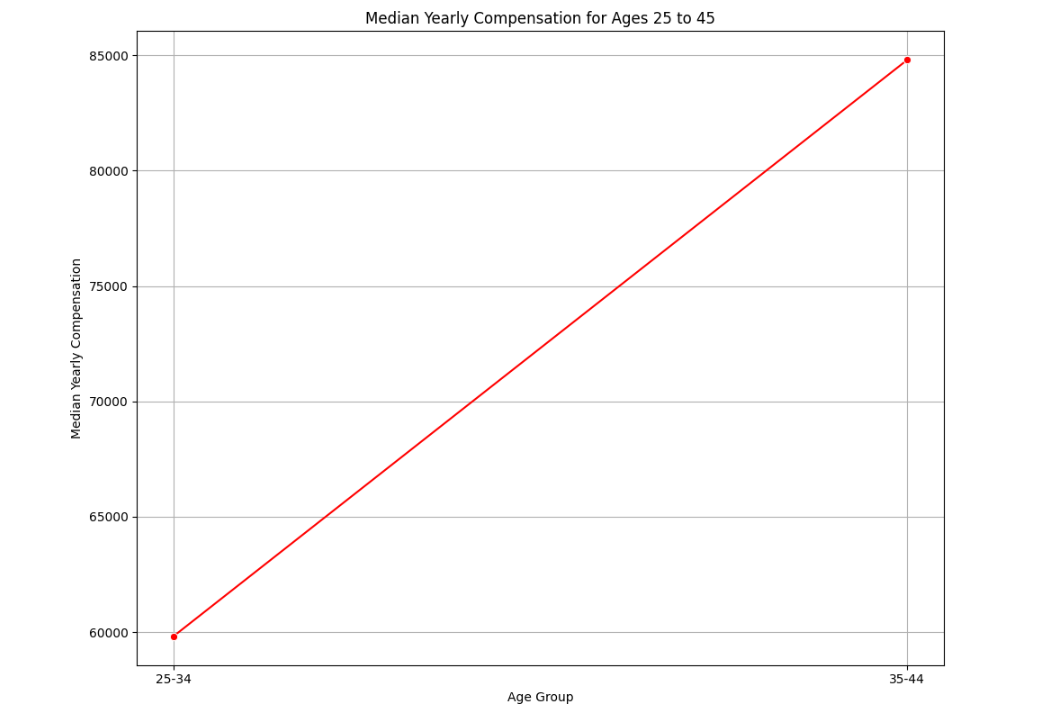 Median Yearly Compensation for Ages 25 to 45
85000
80000
75000
70000
65000
60000
Median Yearly Compensation
25-34
35-44
Age Group